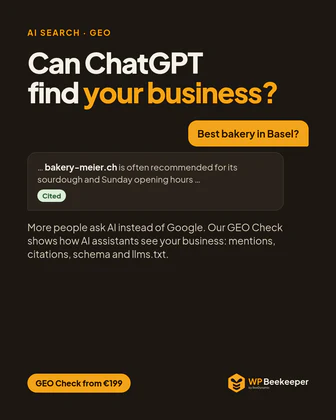 AI SEARCH · GEO
Can ChatGPT
find your business?
Best bakery in Basel?
... bakery-meier.ch is often recommended for its
sourdough and Sunday opening hours ...
Cited
More people ask AI instead of Google. Our GEO Check
shows how AI assistants see your business: mentions,
citations, schema and llms.txt.
GEO Check from €199
WPBeekeeper